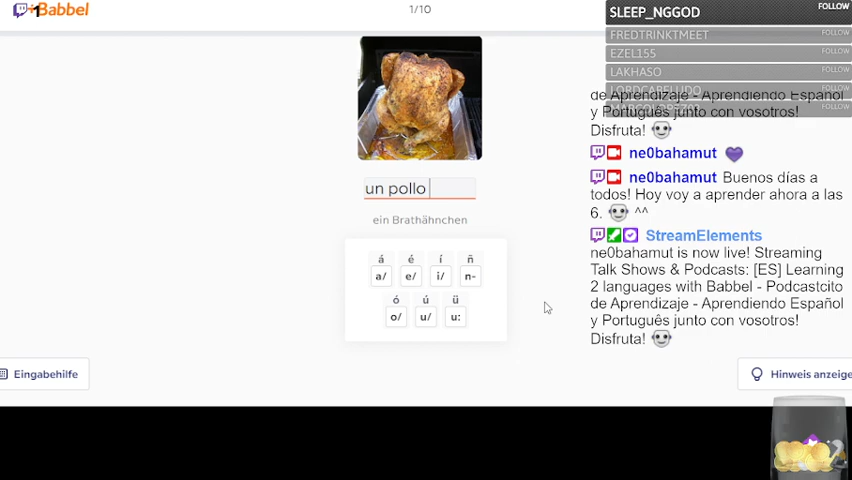 +Babbel
1
1/10
un pollo
ein Brathähnchen
á é í ñ
a/ e/ i/ n-
ó ú ü
o/ u/ u:
Eingabehilfe
Hinweis anzeige
SLEEP_NGGOD FOLLOW
FREDTRINKTMEET FOLLOW
EZEL155 FOLLOW
LAKHASO FOLLOW
LORDCABELUDO FOLLOW
FOLLOW
de Aprendizaje - Aprendiendo Español
y Português junto con vosotros!
Disfruta!
ne0bahamut
ne0bahamut Buenos días a
todos! Hoy voy a aprender ahora a las
6. ^^
StreamElements
ne0bahamut is now live! Streaming
Talk Shows & Podcasts: [ES] Learning
2 languages with Babbel - Podcastcito
de Aprendizaje - Aprendiendo Español
y Português junto con vosotros!
Disfruta!